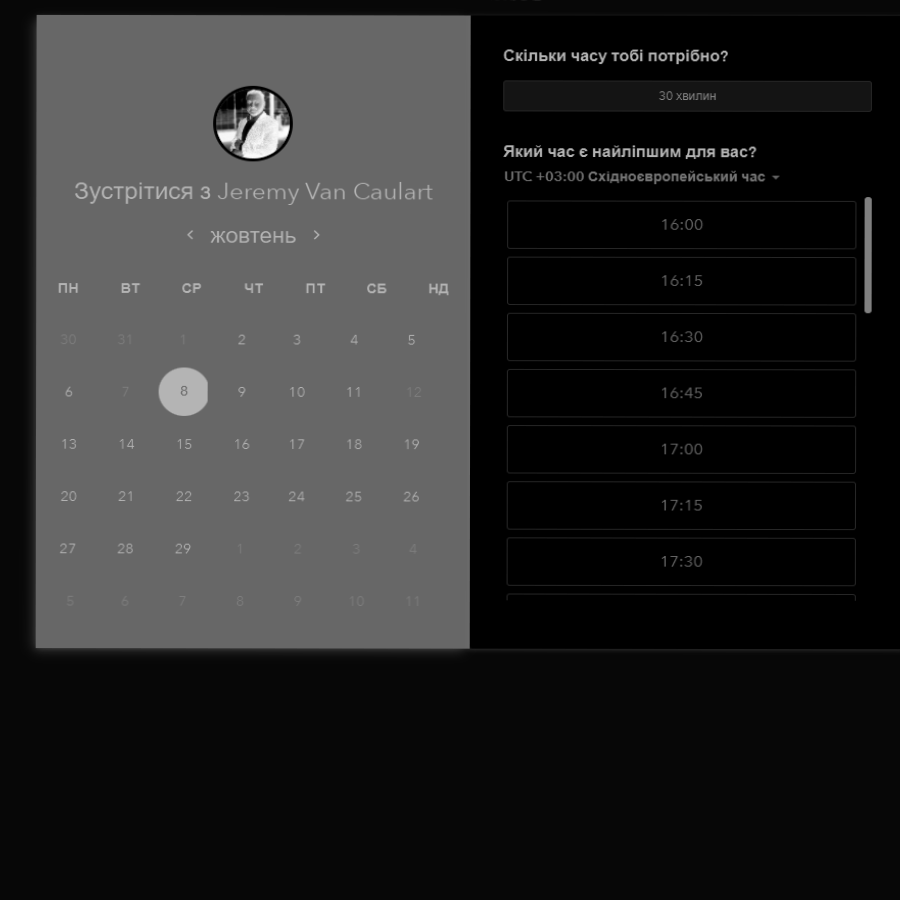 Зустрітися з Jeremy Van Caulart
жовтень
ПН ВТ СР ЧТ ПТ СБ НД
30 31 1 2 3 4 5
6 7 8 9 10 11 12
13 14 15 16 17 18 19
20 21 22 23 24 25 26
27 28 29 1 2 3 4
5 6 7 8 9 10 11
Скільки часу тобі потрібно?
30 хвилин
Який час є найліпшим для вас?
UTC +03:00 Східноєвропейський час
16:00
16:15
16:30
16:45
17:00
17:15
17:30